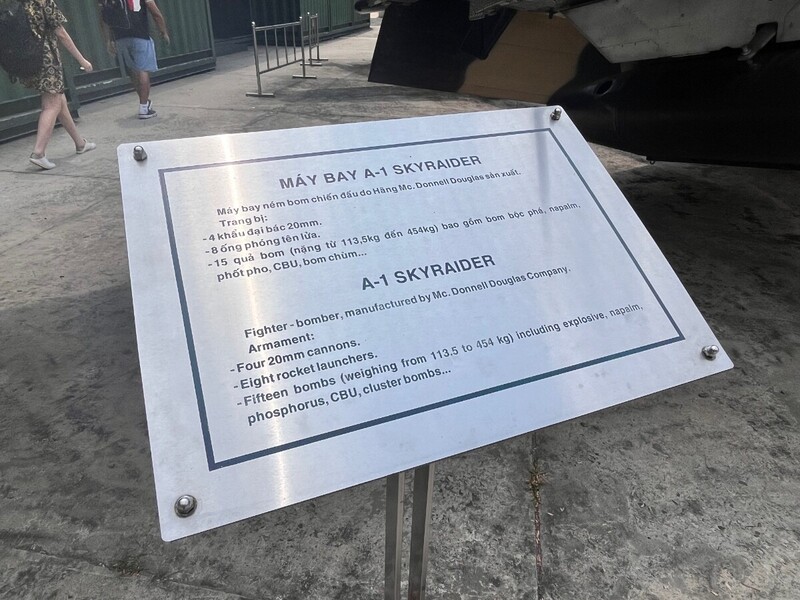 MÁY BAY A-1 SKYRAIDER
Máy bay ném bom chiến đấu do Hãng Mc. Donnell Douglas sản xuất.
Trang bị:
-4 khẩu đại bác 20mm.
-8 ống phóng tên lửa.
-15 quả bom (nặng từ 113,5kg đến 454kg) bao gồm bom bộc phá, napalm,
phốt pho, CBU, bom chùm...
A-1 SKYRAIDER
Fighter - bomber, manufactured by Mc. Donnell Douglas Company.
Armament:
-Four 20mm cannons.
-Eight rocket launchers.
-Fifteen bombs (weighing from 113.5 to 454 kg) including explosive, napalm,
phosphorus, CBU, cluster bombs...